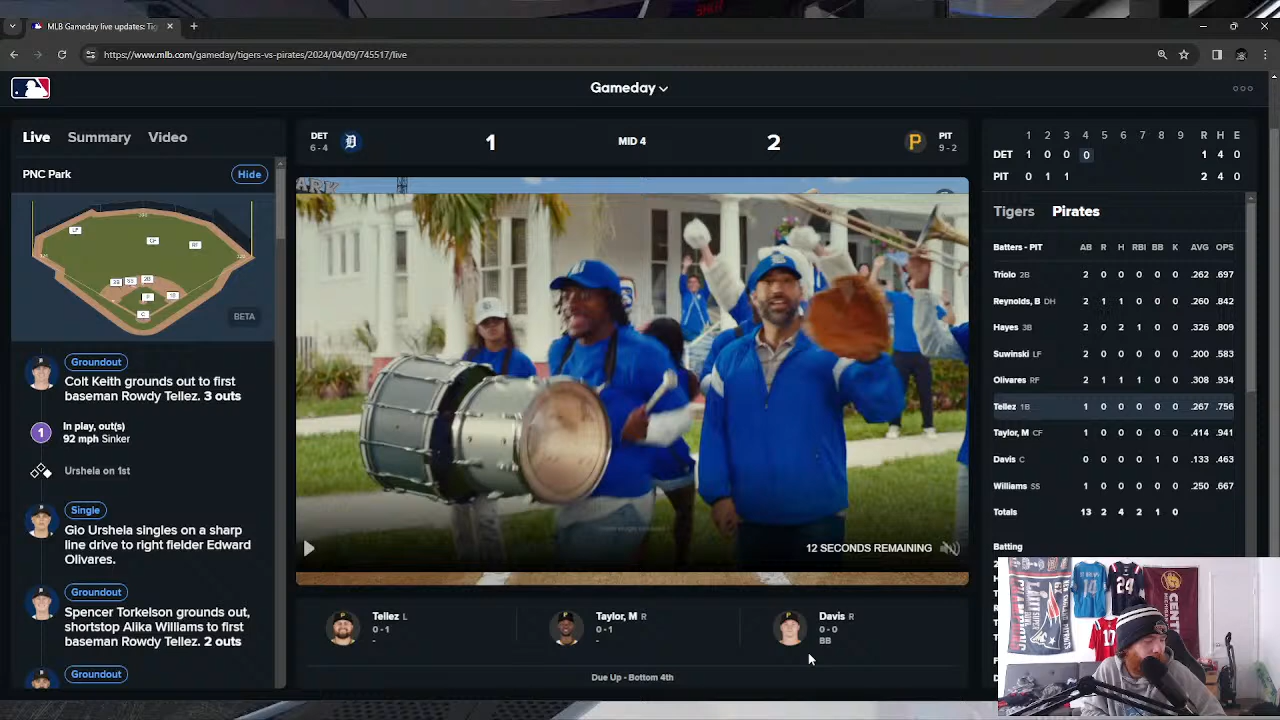 MLB Gameday live updates: Tig
https://www.mlb.com/gameday/tigers-vs-pirates/2024/04/09/745517/live
Gameday
Live Summary Video
PNC Park
Hide
BETA
Groundout
Colt Keith grounds out to first
baseman Rowdy Tellez. 3 outs
1
In play, out(s)
92 mph Sinker
Urshela on 1st
Single
Gio Urshela singles on a sharp
line drive to right fielder Edward
Olivares.
Groundout
Spencer Torkelson grounds out,
shortstop Alika Williams to first
baseman Rowdy Tellez. 2 outs
Groundout
DET
6-4
1
MID 4
2
PIT
9-2
12 SECONDS REMAINING
Tellez L
0-1
-
Taylor, M R
0-1
-
Davis R
0-0
BB
Due Up - Bottom 4th
1 2 3 4 5 6 7 8 9 R H E
DET 1 0 0 0 1 4 0
PIT 0 1 1 2 4 0
Tigers Pirates
Batters - PIT AB R H RBI BB K AVG OPS
Triolo 2B 2 0 0 0 0 0 .262 .697
Reynolds, B DH 2 1 1 0 0 0 .260 .842
Hayes 3B 2 0 2 1 0 0 .326 .809
Suwinski LF 2 0 0 0 0 0 .200 .583
Olivares RF 2 1 1 1 0 0 .308 .934
Tellez 1B 1 0 0 0 0 0 .267 .756
Taylor, M CF 1 0 0 0 0 0 .414 .941
Davis C 0 0 0 0 1 0 .133 .463
Williams SS 1 0 0 0 0 0 .250 .667
Totals 13 2 4 2 1 0
Batting